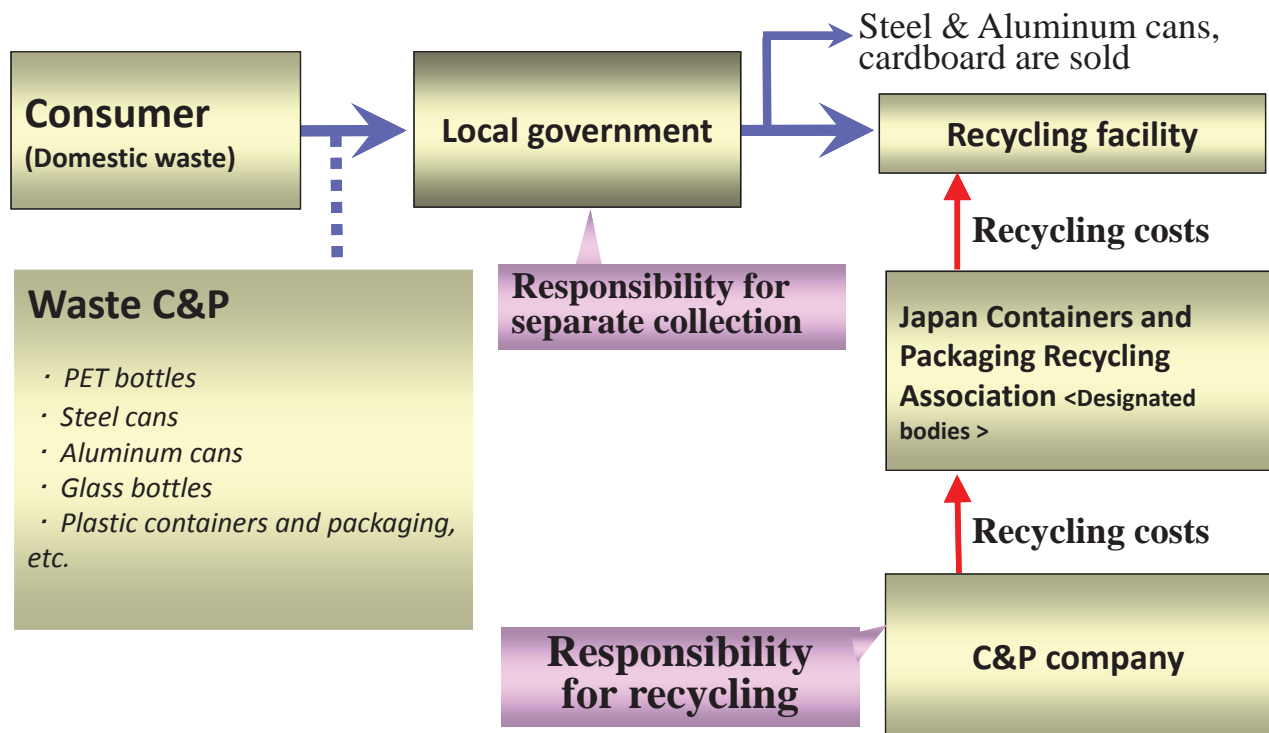 Steel & Aluminum cans,
cardboard are sold
Consumer
(Domestic waste)
Local government
Recycling facility
Recycling costs
Responsibility for
separate collection
Waste C&P
・ PET bottles
・ Steel cans
・ Aluminum cans
・ Glass bottles
・ Plastic containers and packaging,
etc.
Japan Containers and
Packaging Recycling
Association <Designated
bodies >
Recycling costs
Responsibility
for recycling
C&P company